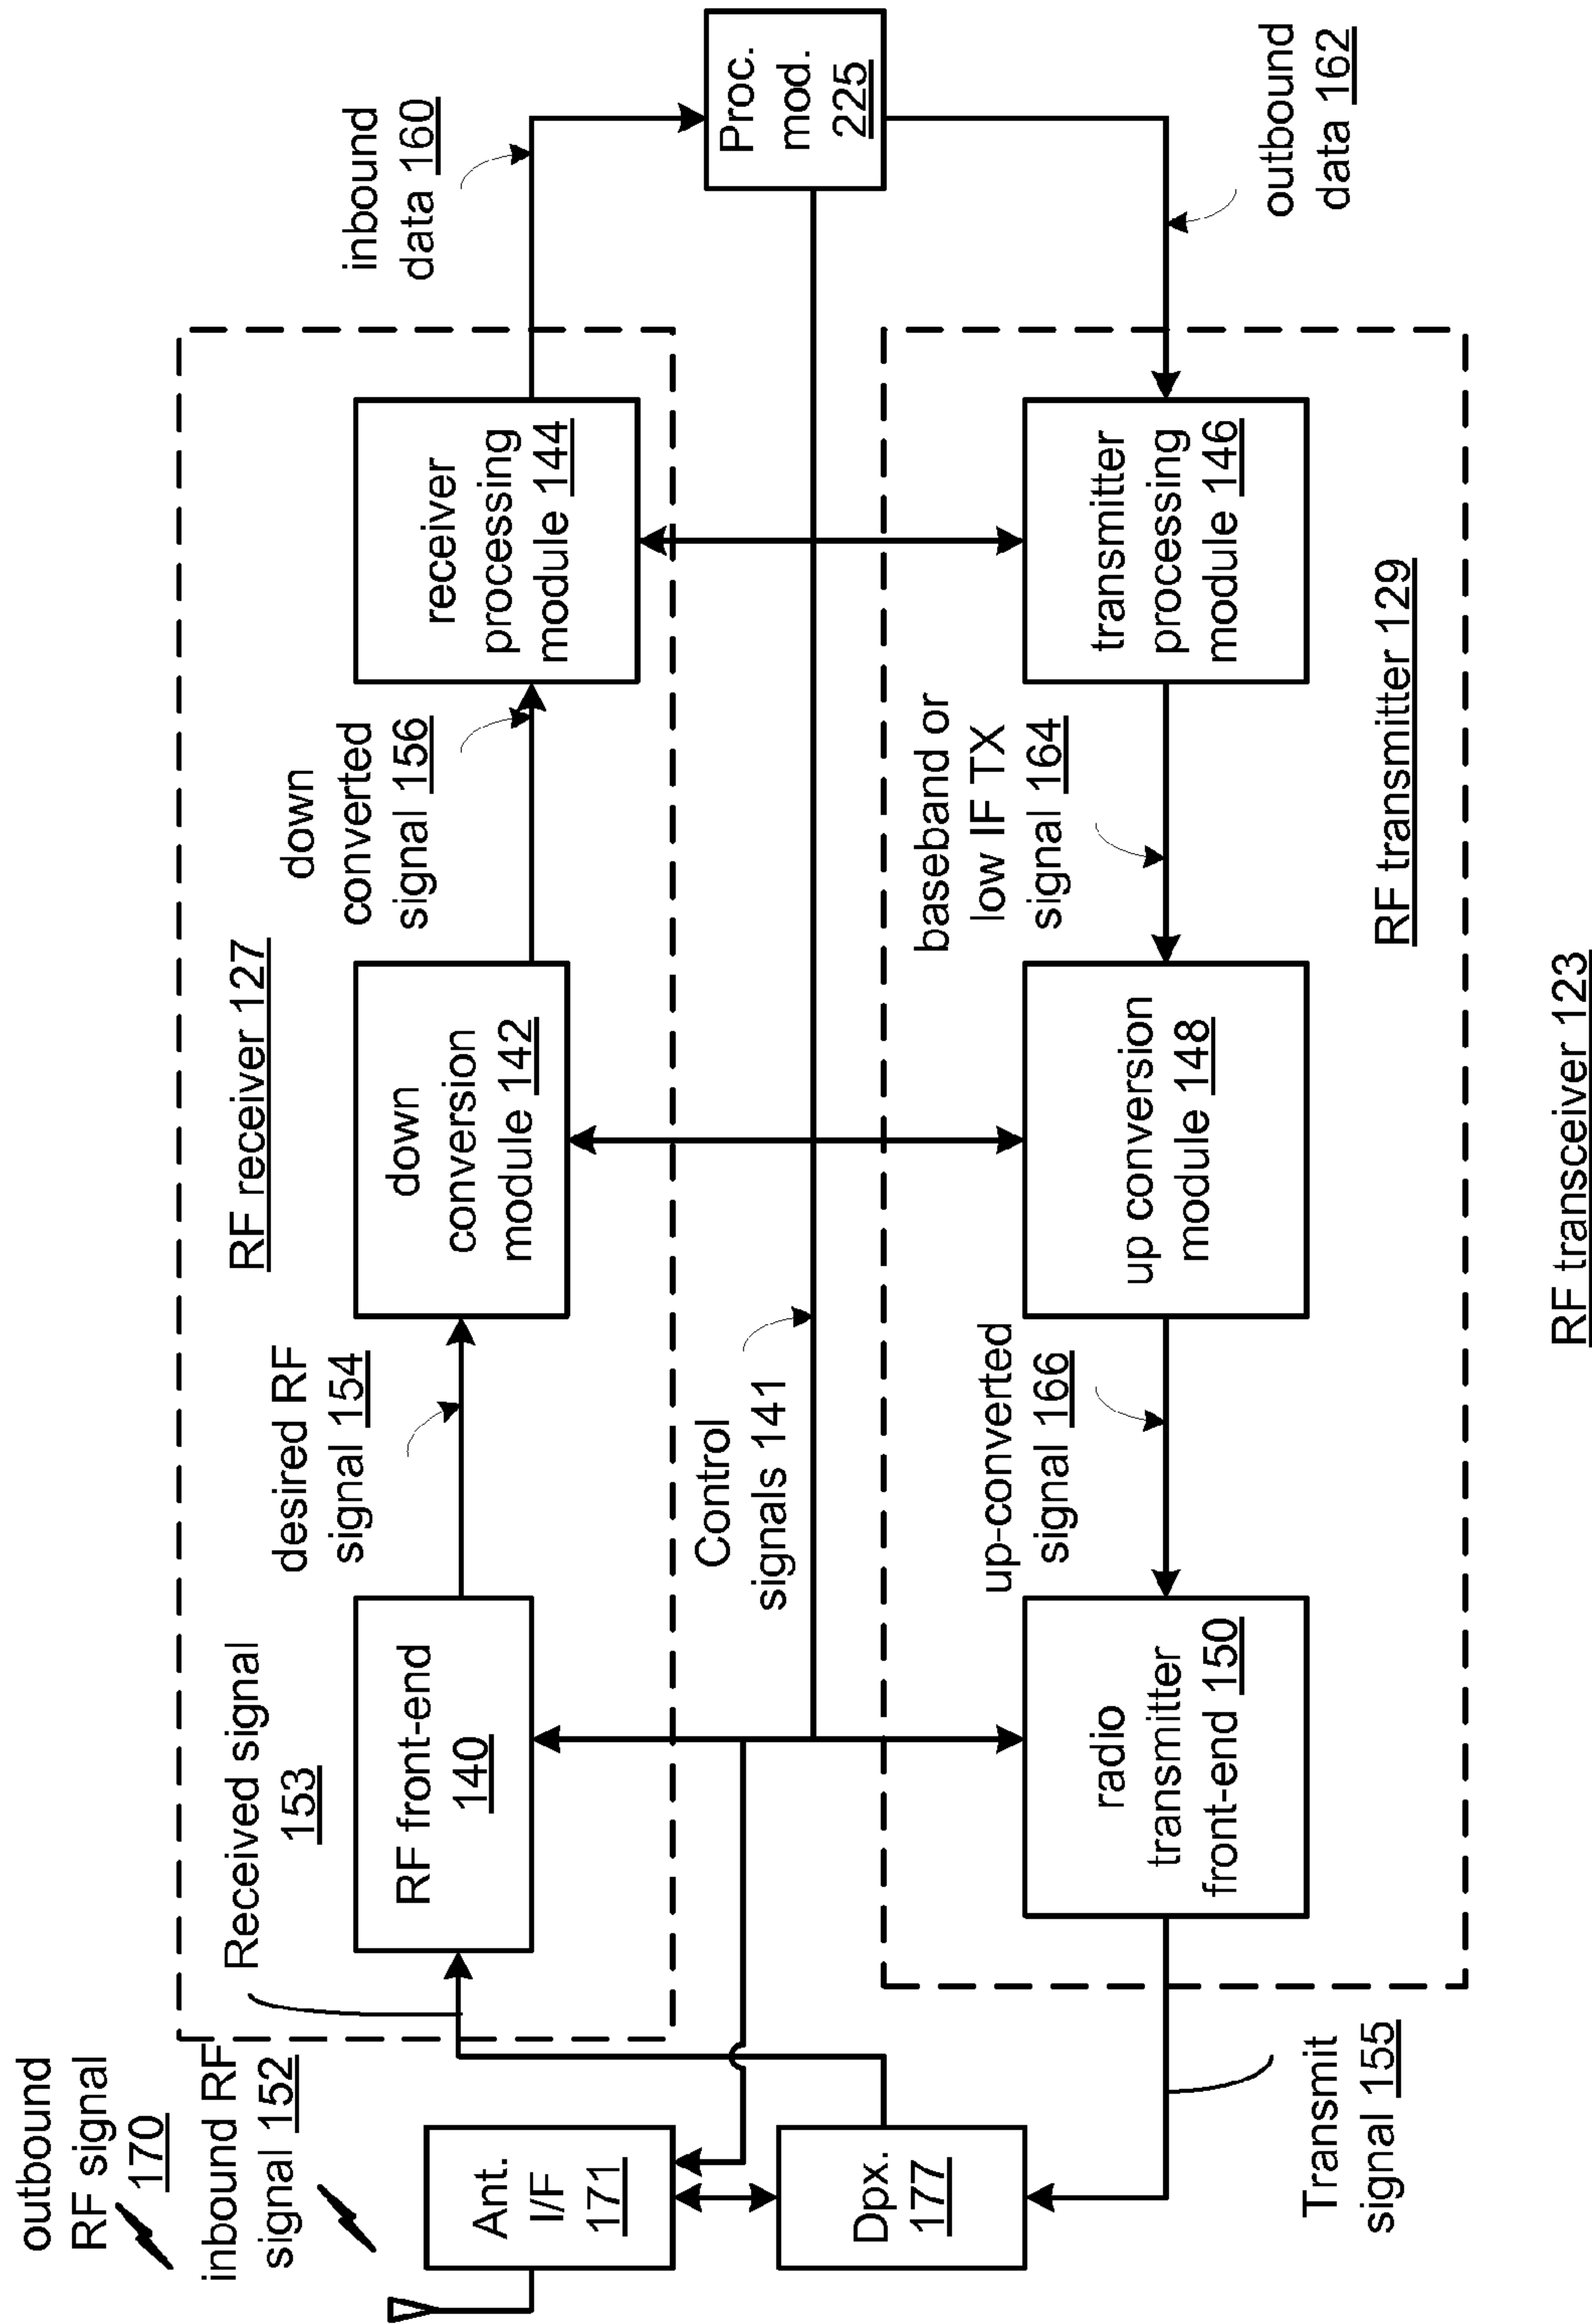 outbound
RF signal
170
inbound RF
signal 152
Received signal
153
RF receiver 127
desired RF
signal 154
down
converted
signal 156
inbound
data 160
RF front-end
140
down
conversion
module 142
receiver
processing
module 144
Ant.
I/F
171
Control
signals 141
Proc.
mod.
225
Dpx.
177
up-converted
signal 166
baseband or
low IF TX
signal 164
radio
transmitter
front-end 150
up conversion
module 148
transmitter
processing
module 146
outbound
data 162
Transmit
signal 155
RF transmitter 129
RF transceiver 123